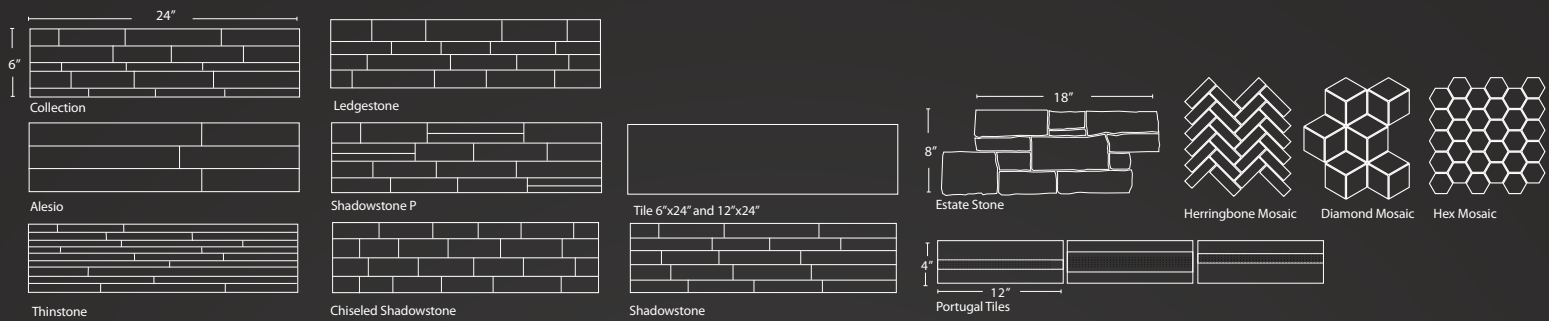 24”
6”
Collection
Ledgestone
Alesio
Shadowstone P
Tile 6”x24” and 12”x24”
Thinstone
Chiseled Shadowstone
Shadowstone
18”
8”
Estate Stone
Herringbone Mosaic
Diamond Mosaic
Hex Mosaic
4”
12”
Portugal Tiles